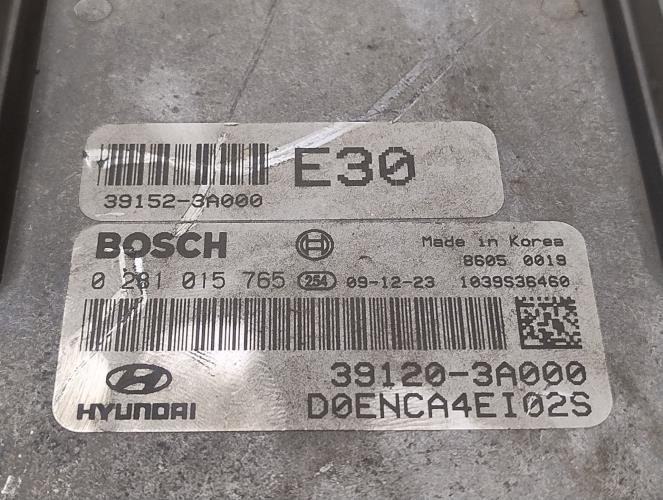 E30
39152-3A000
BOSCH Made in Korea
8605 0019
0 281 015 765 254 09-12-23 1039S36460
39120-3A000
HYUNDAI D0ENCA4EI02S